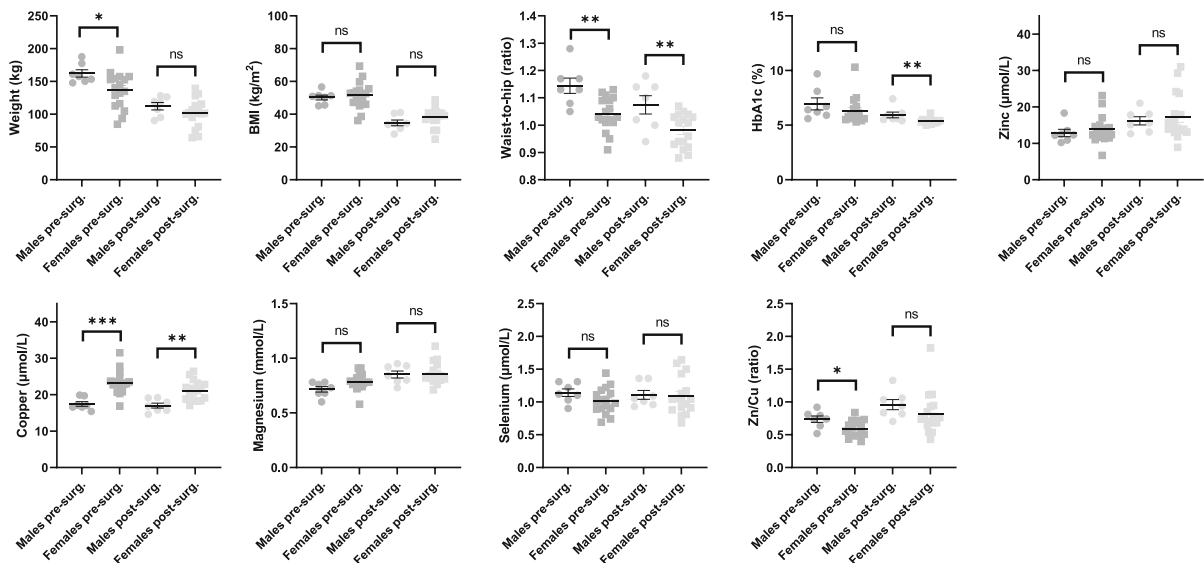 Weight (kg)
250
200
150
100
50
0
*
ns
Males pre-surg.
Females pre-surg.
Males post-surg.
Females post-surg.
BMI (kg/m²)
100
80
60
40
20
0
ns
ns
Males pre-surg.
Females pre-surg.
Males post-surg.
Females post-surg.
Waist-to-hip (ratio)
1.4
1.3
1.2
1.1
1.0
0.9
0.8
**
**
Males pre-surg.
Females pre-surg.
Males post-surg.
Females post-surg.
HbA1c (%)
15
10
5
0
ns
**
Males pre-surg.
Females pre-surg.
Males post-surg.
Females post-surg.
Zinc (µmol/L)
40
30
20
10
0
ns
ns
Males pre-surg.
Females pre-surg.
Males post-surg.
Females post-surg.
Copper (µmol/L)
40
30
20
10
0
***
**
Males pre-surg.
Females pre-surg.
Males post-surg.
Females post-surg.
Magnesium (mmol/L)
1.5
1.0
0.5
0.0
ns
ns
Males pre-surg.
Females pre-surg.
Males post-surg.
Females post-surg.
Selenium (µmol/L)
2.5
2.0
1.5
1.0
0.5
0.0
ns
ns
Males pre-surg.
Females pre-surg.
Males post-surg.
Females post-surg.
Zn/Cu (ratio)
2.5
2.0
1.5
1.0
0.5
0.0
*
ns
Males pre-surg.
Females pre-surg.
Males post-surg.
Females post-surg.